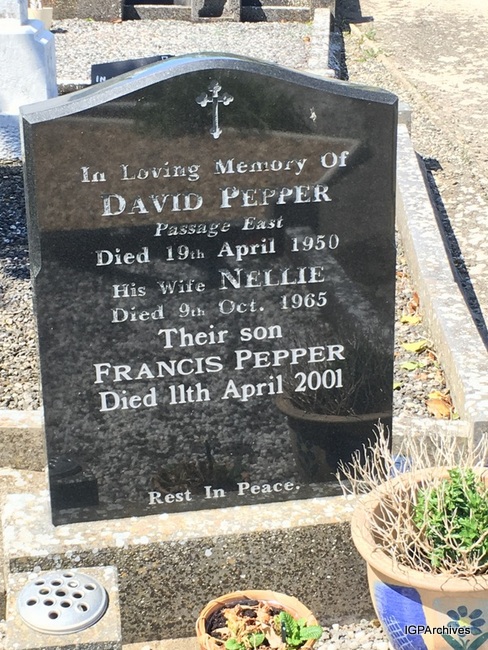 In Loving Memory Of
DAVID PEPPER
Passage East
Died 19th April 1950
His Wife NELLIE
Died 9th Oct. 1965
Their son
FRANCIS PEPPER
Died 11th April 2001
Rest In Peace.
IGPArchives